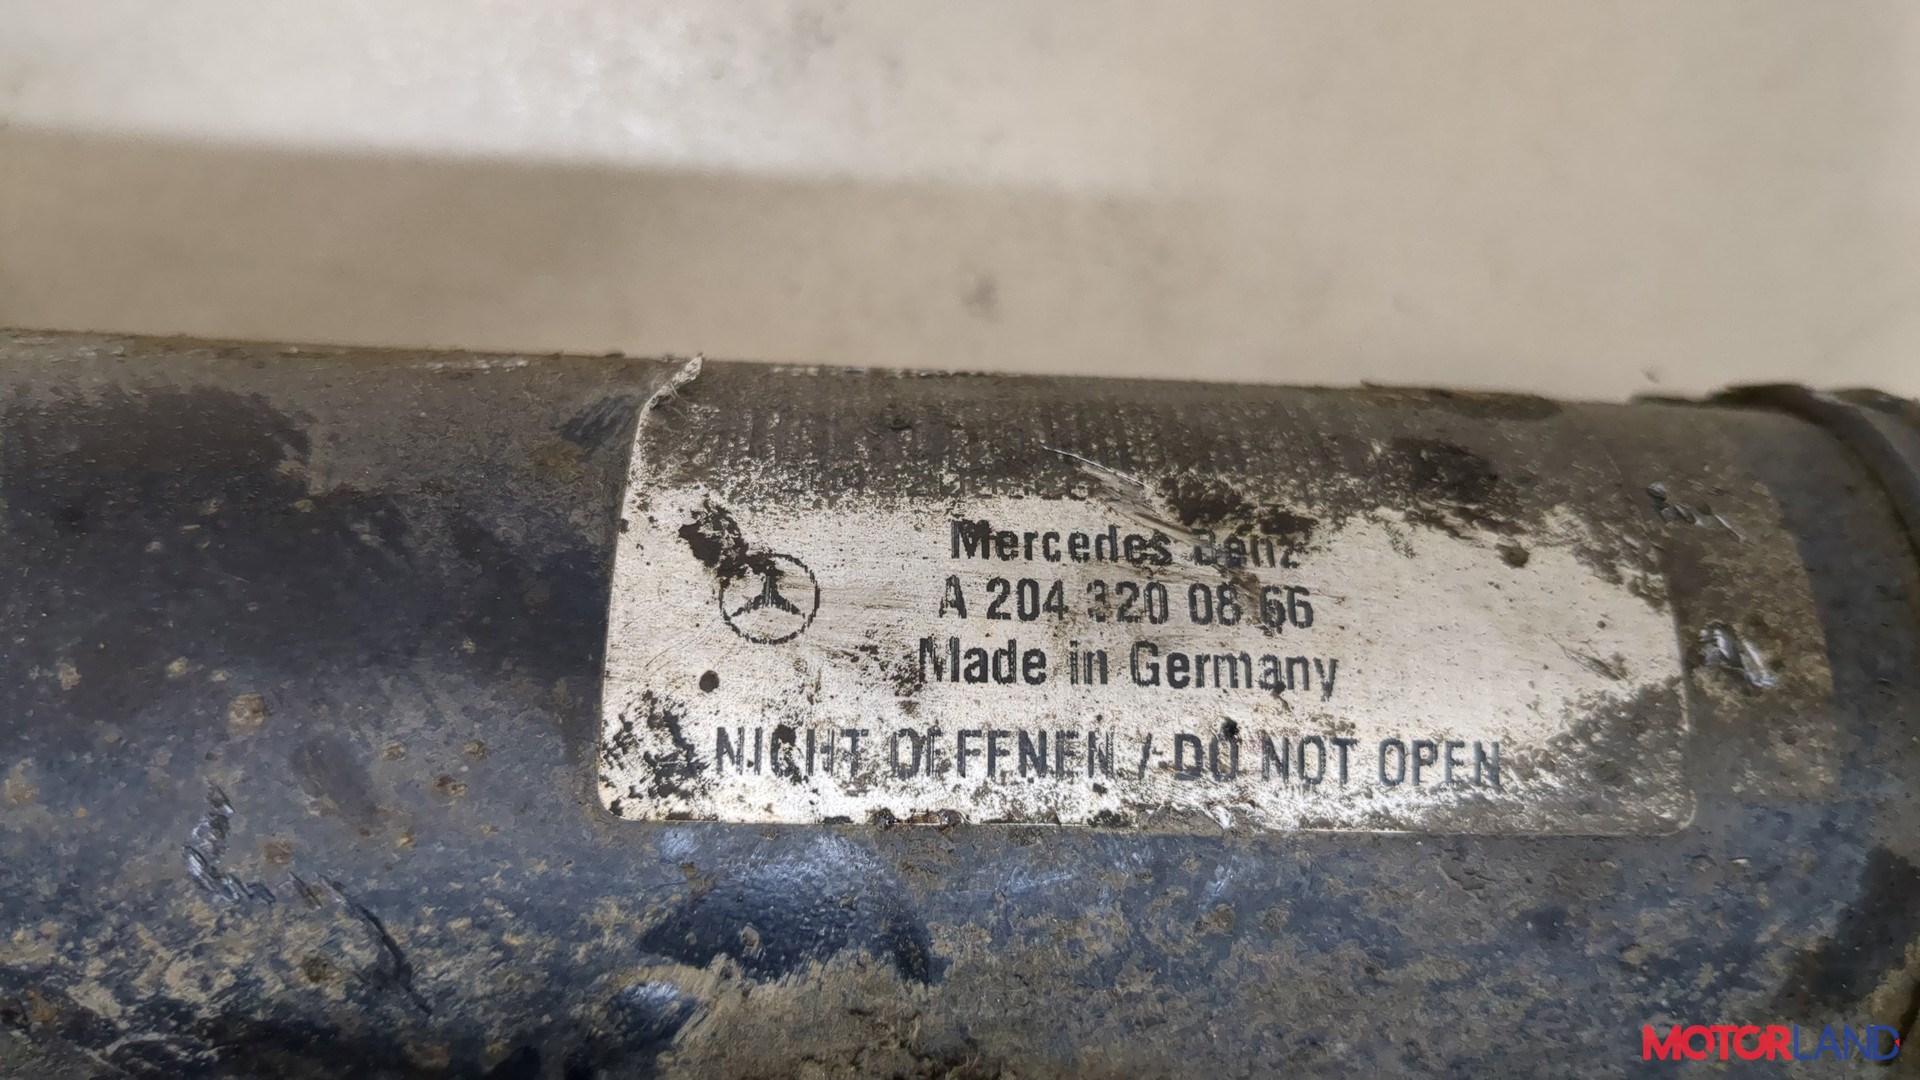 Mercedes Benz
A 204 320 08 66
Made in Germany
NICHT OEFFNEN / DO NOT OPEN
MOTORLAND